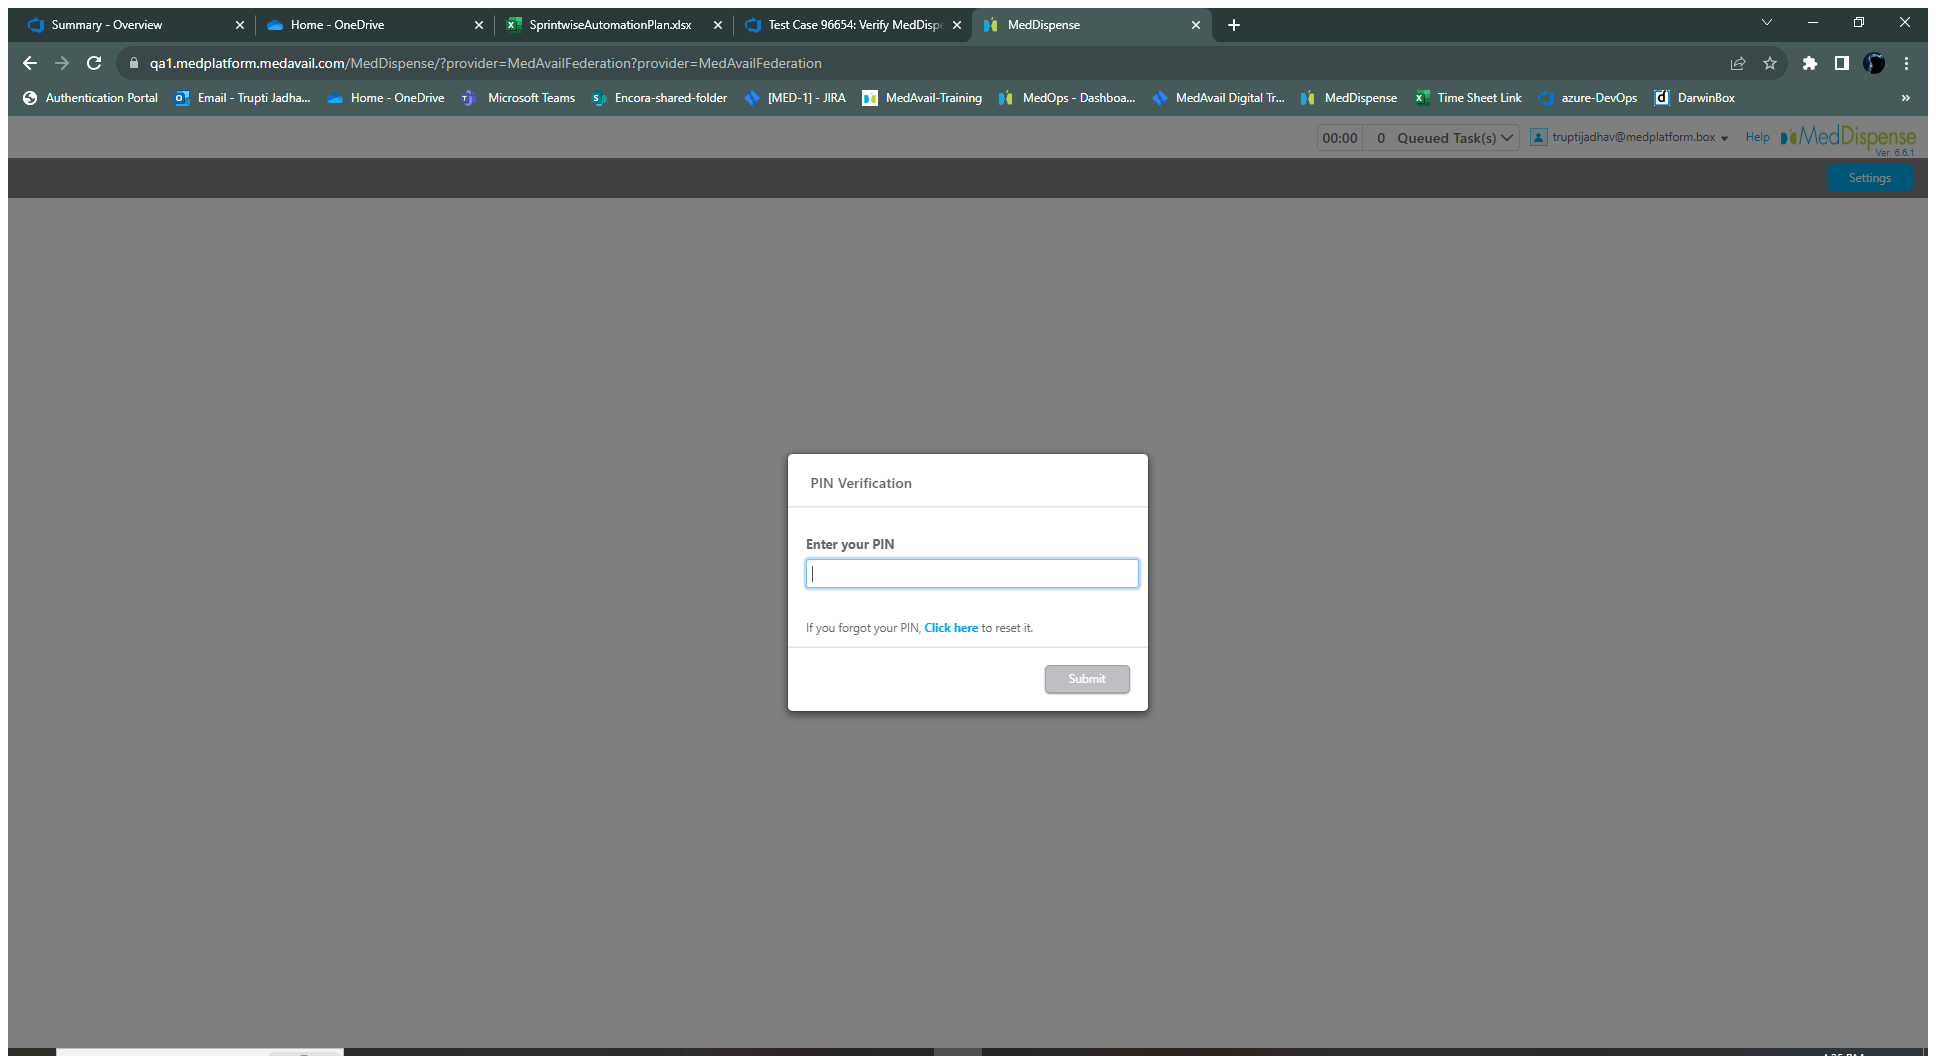 Summary - Overview
Home - OneDrive
SprintwiseAutomationPlan.xlsx
Test Case 96654: Verify MedDispe
MedDispense
qa1.medplatform.medavail.com/MedDispense/?provider=MedAvailFederation?provider=MedAvailFederation
Authentication Portal
Email - Trupti Jadha...
Home - OneDrive
Microsoft Teams
Encora-shared-folder
[MED-1] - JIRA
MedAvail-Training
MedOps - Dashboa...
MedAvail Digital Tr...
MedDispense
Time Sheet Link
azure-DevOps
DarwinBox
»
00:00 0 Queued Task(s)
truptijadhav@medplatform.box
Help
MedDispense
Ver. 6.6.1
Settings
PIN Verification
Enter your PIN
If you forgot your PIN, Click here to reset it.
Submit